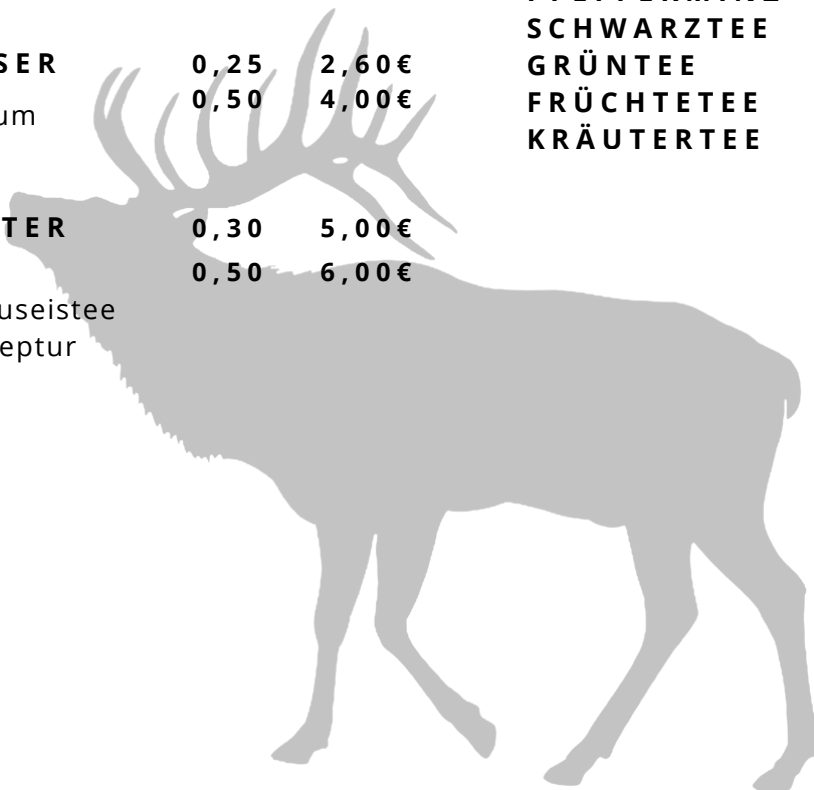 SER 0,25 2,60€
0,50 4,00€
um
TER 0,30 5,00€
0,50 6,00€
useistee
eptur
SCHWARZTEE
GRÜNTEE
FRÜCHTETEE
KRÄUTERTEE